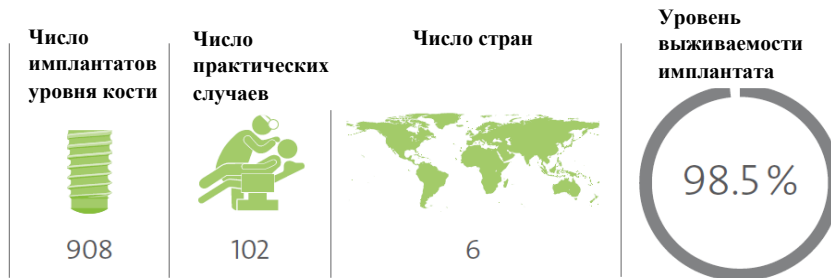 Число
имплантатов
уровня кости
908
Число
практических
случаев
102
Число стран
6
Уровень
выживаемости
имплантата
98.5 %